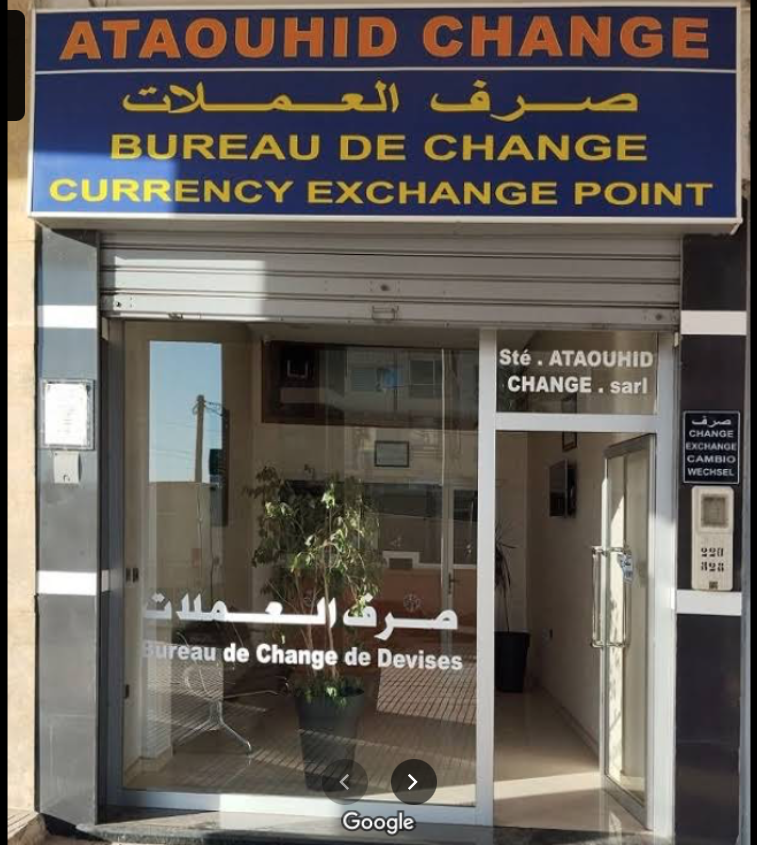 ATAOUHID CHANGE
صرف العملات
BUREAU DE CHANGE
CURRENCY EXCHANGE POINT
Sté . ATAOUHID
CHANGE . sarl
صرف
CHANGE
EXCHANGE
CAMBIO
WECHSEL
صرف العملات
Bureau de Change de Devises
Google